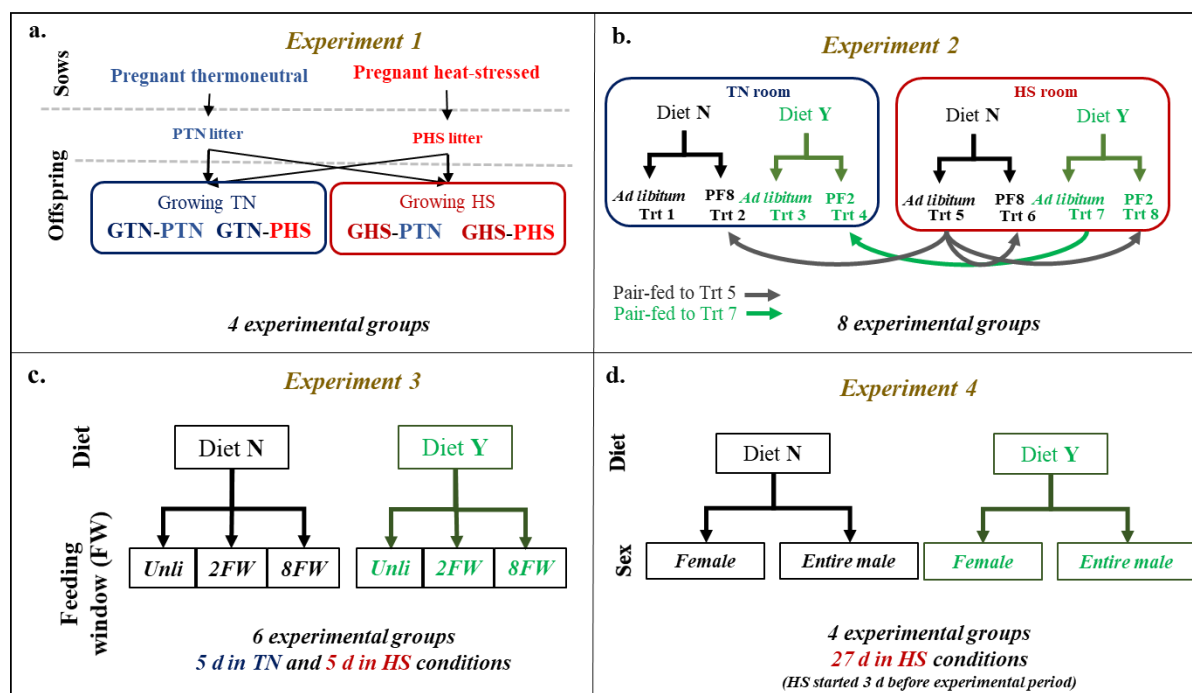 a.
Experiment 1
Sows
Pregnant thermoneutral
Pregnant heat-stressed
PTN litter
PHS litter
Offspring
Growing TN
GTN-PTN GTN-PHS
Growing HS
GHS-PTN GHS-PHS
4 experimental groups
b.
Experiment 2
TN room
Diet N
Diet Y
Ad libitum
Trt 1
PF8
Trt 2
Ad libitum
Trt 3
PF2
Trt 4
HS room
Diet N
Diet Y
Ad libitum
Trt 5
PF8
Trt 6
Ad libitum
Trt 7
PF2
Trt 8
Pair-fed to Trt 5
Pair-fed to Trt 7
8 experimental groups
c.
Experiment 3
Diet
Diet N
Diet Y
Feeding
window (FW)
Unli 2FW 8FW
Unli 2FW 8FW
6 experimental groups
5 d in TN and 5 d in HS conditions
d.
Experiment 4
Diet
Diet N
Diet Y
Sex
Female
Entire male
Female
Entire male
4 experimental groups
27 d in HS conditions
(HS started 3 d before experimental period)